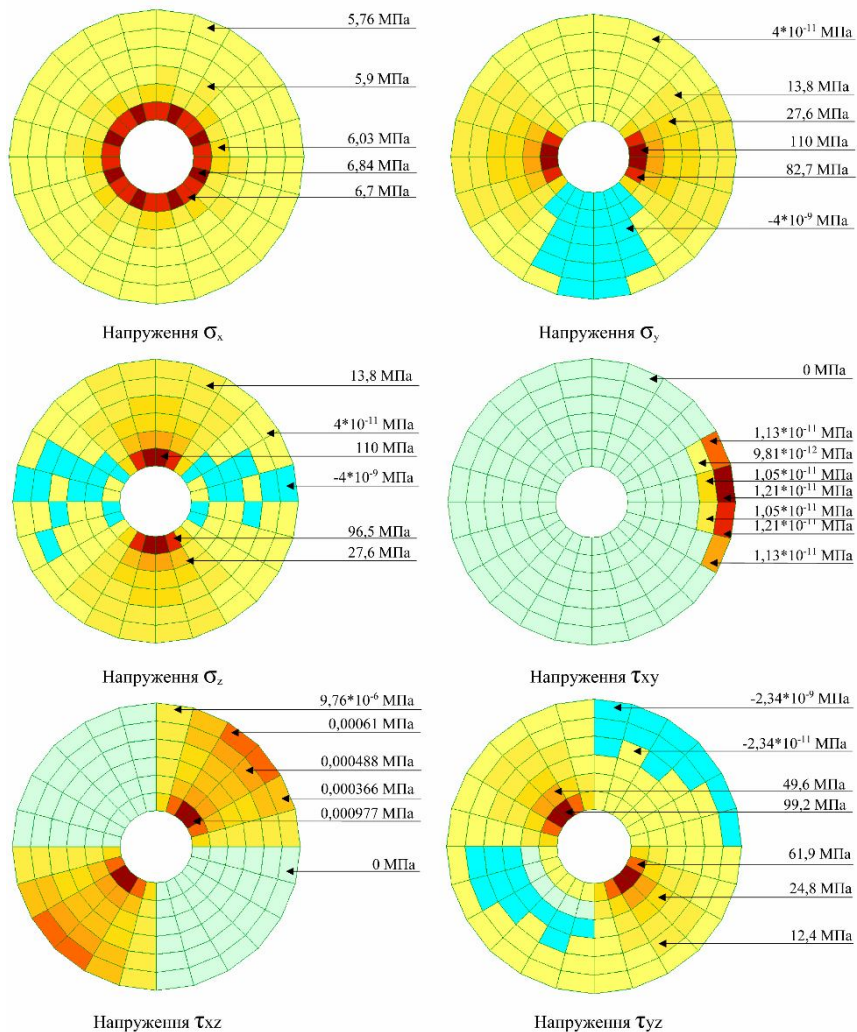 5,76 МПа
5,9 МПа
6,03 МПа
6,84 МПа
6,7 МПа
Напруження σx
4*10-11 МПа
13,8 МПа
27,6 МПа
110 МПа
82,7 МПа
-4*10-9 МПа
Напруження σy
13,8 МПа
4*10-11 МПа
110 МПа
-4*10-9 МПа
96,5 МПа
27,6 МПа
Напруження σz
0 МПа
1,13*10-11 МПа
9,81*10-12 МПа
1,05*10-11 МПа
1,21*10-11 МПа
1,05*10-11 МПа
1,21*10-11 МПа
1,13*10-11 МПа
Напруження τxy
9,76*10-6 МПа
0,00061 МПа
0,000488 МПа
0,000366 МПа
0,000977 МПа
0 МПа
Напруження τxz
-2,34*10-9 МПа
-2,34*10-11 МПа
49,6 МПа
99,2 МПа
61,9 МПа
24,8 МПа
12,4 МПа
Напруження τyz